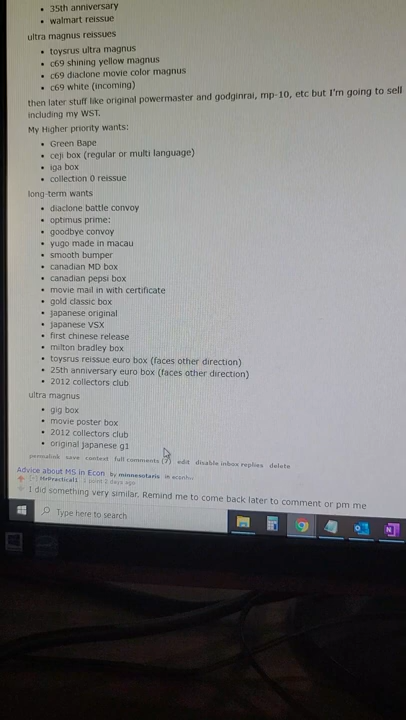 35th anniversary
walmart reissue
ultra magnus reissues
toysrus ultra magnus
c69 shining yellow magnus
c69 diaclone movie color magnus
c69 white (incoming)
then later stuff like original powermaster and godginrai, mp-10, etc but I'm going to sell
including my WST.
My Higher priority wants:
Green Bape
ceji box (regular or multi language)
iga box
collection 0 reissue
long-term wants
diaclone battle convoy
optimus prime:
goodbye convoy
yugo made in macau
smooth bumper
canadian MD box
canadian pepsi box
movie mail in with certificate
gold classic box
japanese original
japanese VSX
first chinese release
milton bradley box
toysrus reissue euro box (faces other direction)
25th anniversary euro box (faces other direction)
2012 collectors club
ultra magnus
gig box
movie poster box
2012 collectors club
original japanese g1
permalink save context full comments (7) edit disable inbox replies delete
Advice about MS in Econ by minnesotaris in econhw
[-] MrPractical1 1 point 2 days ago
I did something very similar. Remind me to come back later to comment or pm me
Type here to search